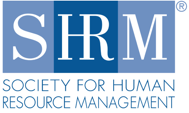 SHRM®
SOCIETY FOR HUMAN
RESOURCE MANAGEMENT